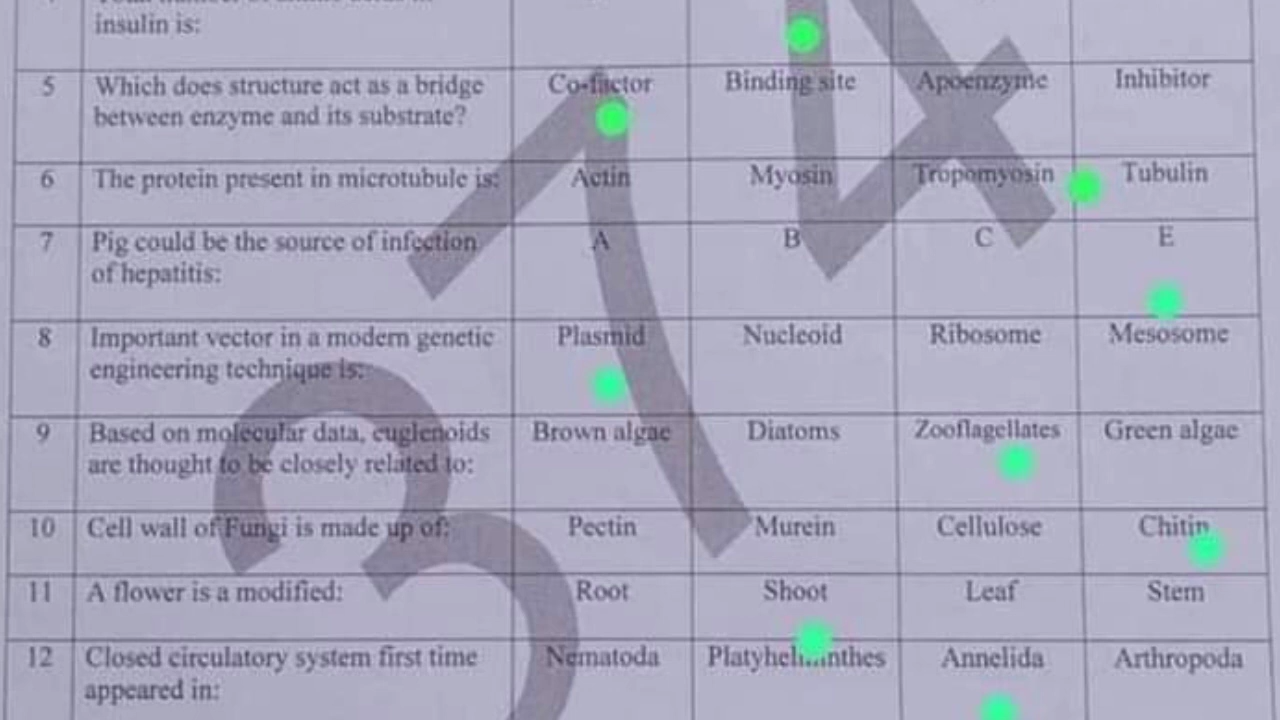 insulin is:
5 Which does structure act as a bridge between enzyme and its substrate? Co-factor Binding site Apoenzyme Inhibitor
6 The protein present in microtubule is: Actin Myosin Tropomyosin Tubulin
7 Pig could be the source of infection of hepatitis: A B C E
8 Important vector in a modern genetic engineering technique is: Plasmid Nucleoid Ribosome Mesosome
9 Based on molecular data, euglenoids are thought to be closely related to: Brown algae Diatoms Zooflagellates Green algae
10 Cell wall of Fungi is made up of: Pectin Murein Cellulose Chitin
11 A flower is a modified: Root Shoot Leaf Stem
12 Closed circulatory system first time appeared in: Nematoda Platyhelminthes Annelida Arthropoda